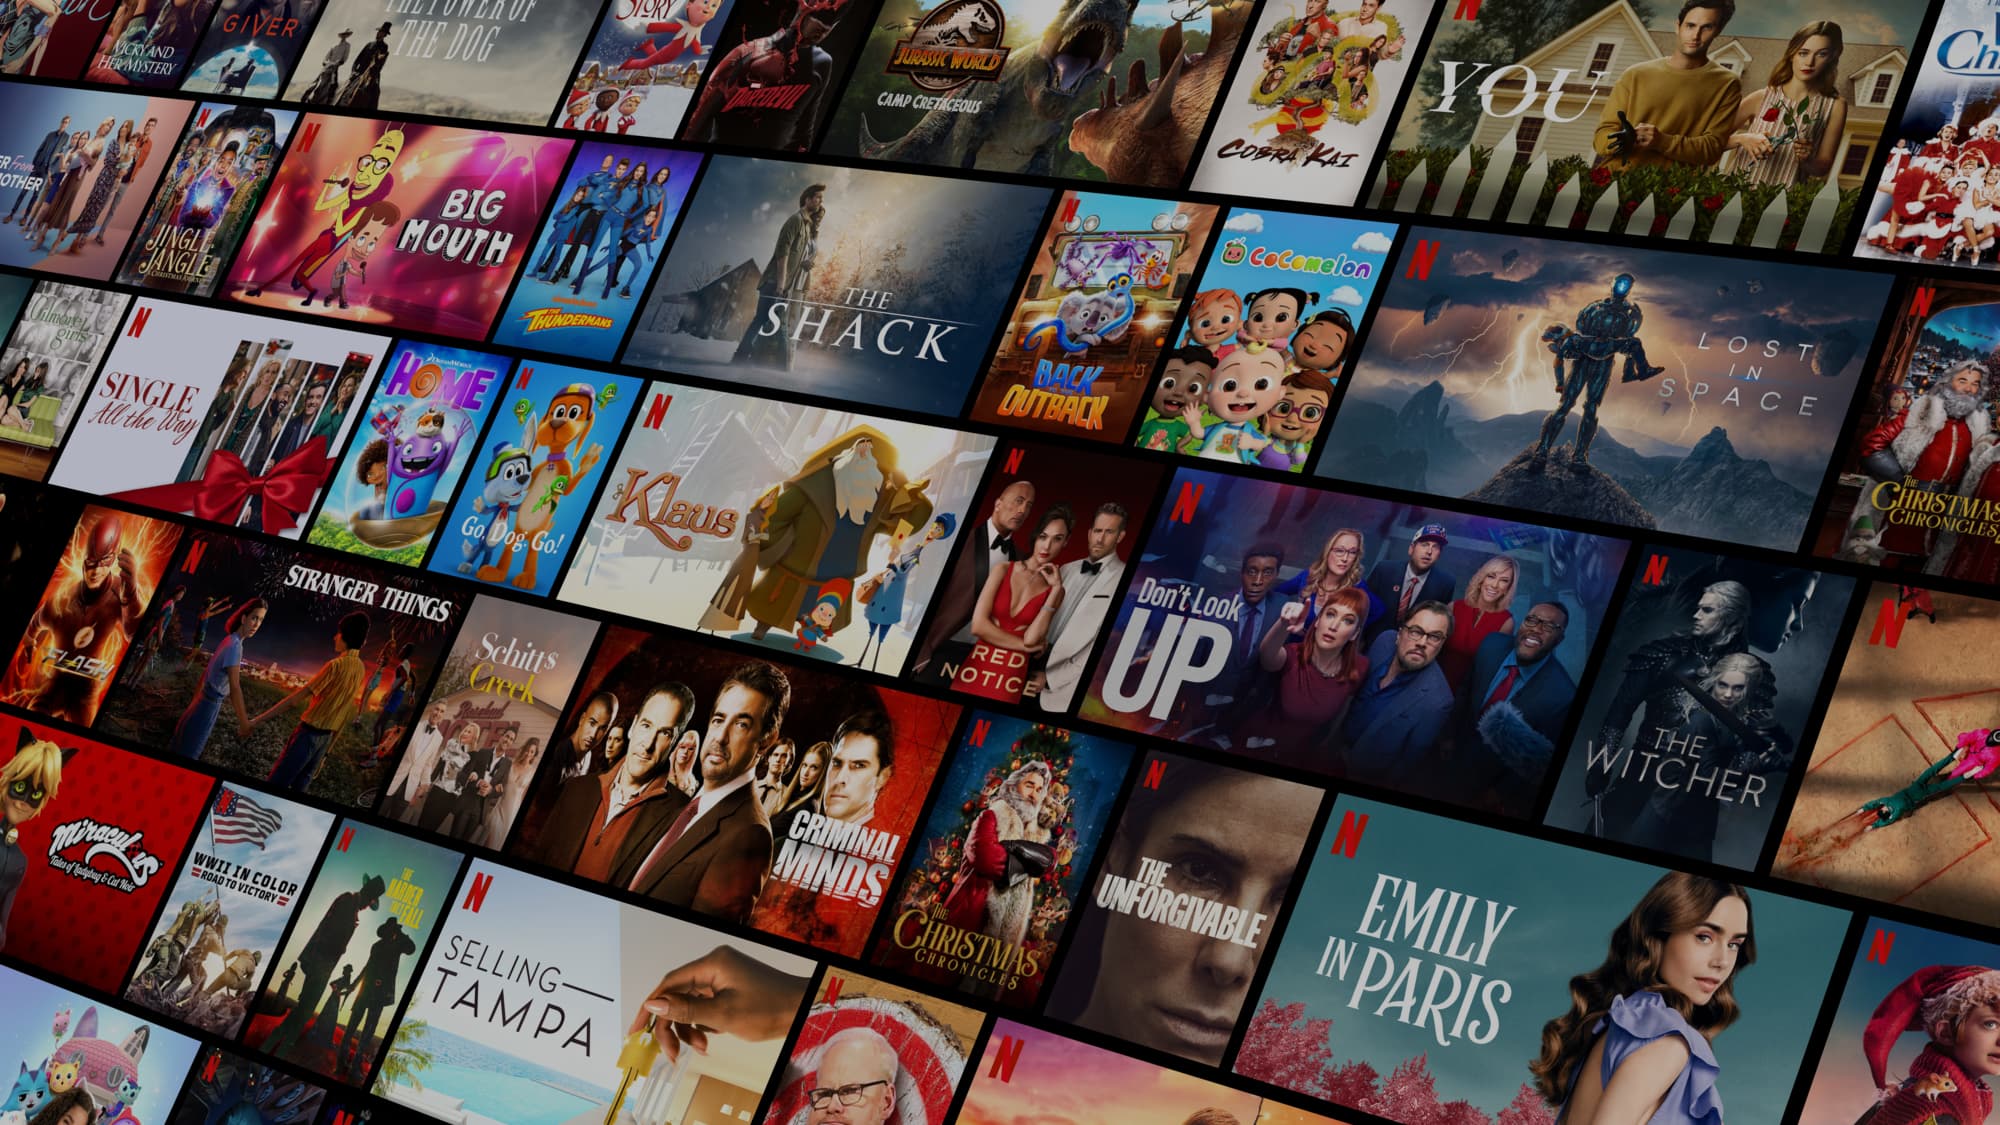 VICKY AND
HER MYSTERY
GIVER
THE POWER OF
THE DOG
STORY
DAREDEVIL
JURASSIC WORLD
CAMP CRETACEOUS
COBRA KAI
N
YOU
N
JINGLE
JANGLE
N
BIG
MOUTH
THE
THUNDERMANS
THE
SHACK
N
BACK
OUTBACK
CoComelon
N
LOST
IN
SPACE
N
THE
CHRISTMAS
CHRONICLES
Gilmore
girls
N
SINGLE
All the Way
DreamWorks
HOME
N
Go, Dog. Go!
N
Klaus
N
RED
NOTICE
N
Don't Look
UP
N
THE
WITCHER
N
FLASH
N
STRANGER THINGS
Schitt$
Creek
CRIMINAL
MINDS
N
THE
CHRISTMAS
CHRONICLES
N
THE
UNFORGIVABLE
N
EMILY
IN PARIS
N
Miraculous
Tales of Ladybug & Cat Noir
WWII IN COLOR
ROAD TO VICTORY
N
THE
HARDER
THEY FALL
N
SELLING
TAMPA
N
N
N
N